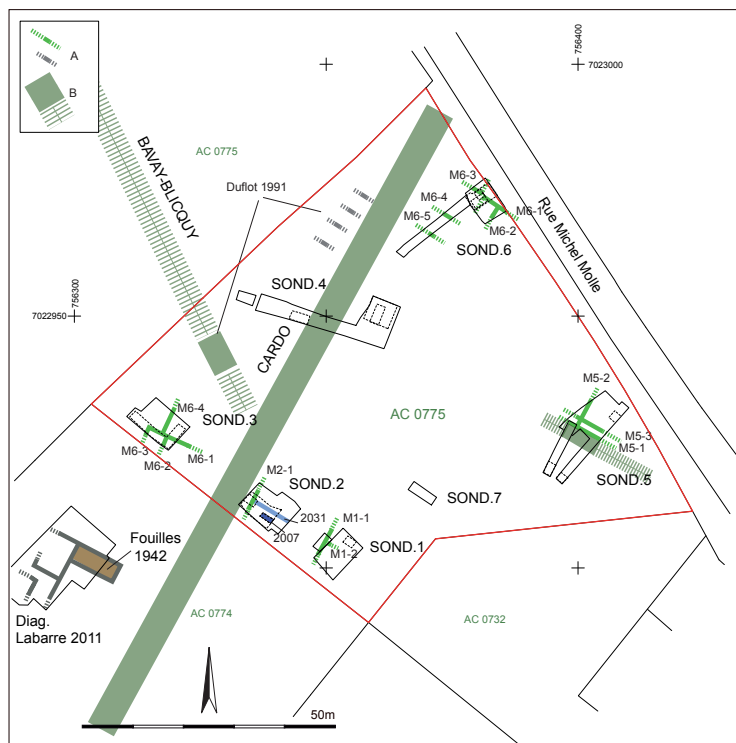 A
B
756400
7023000
BAVAY-BLICQUY
AC 0775
Duflot 1991
M6-3
M6-4
M6-5
M6-1
M6-2
SOND.6
Rue Michel Molle
SOND.4
756300
7022950
CARDO
AC 0775
M6-4
SOND.3
M6-3
M6-2
M6-1
M5-2
M5-3
M5-1
SOND.5
M2-1
SOND.2
2031
2007
SOND.7
M1-1
SOND.1
M1-2
Fouilles
1942
Diag.
Labarre 2011
AC 0774
AC 0732
50m